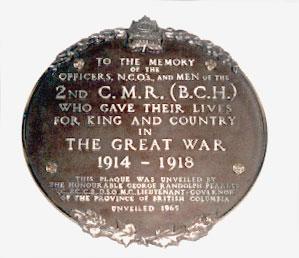 TO THE MEMORY
OF THE
OFFICERS, N.C.O.s, AND MEN OF THE
2ND C. M. R. (B.C.H.)
WHO GAVE THEIR LIVES
FOR KING AND COUNTRY
IN
THE GREAT WAR
1914 – 1918
THIS PLAQUE WAS UNVEILED BY
THE HONOURABLE GEORGE RANDOLPH PEARKES
D.S.O. M.C. LIEUTENANT-GOVERNOR
OF THE PROVINCE OF BRITISH COLUMBIA
UNVEILED 1965